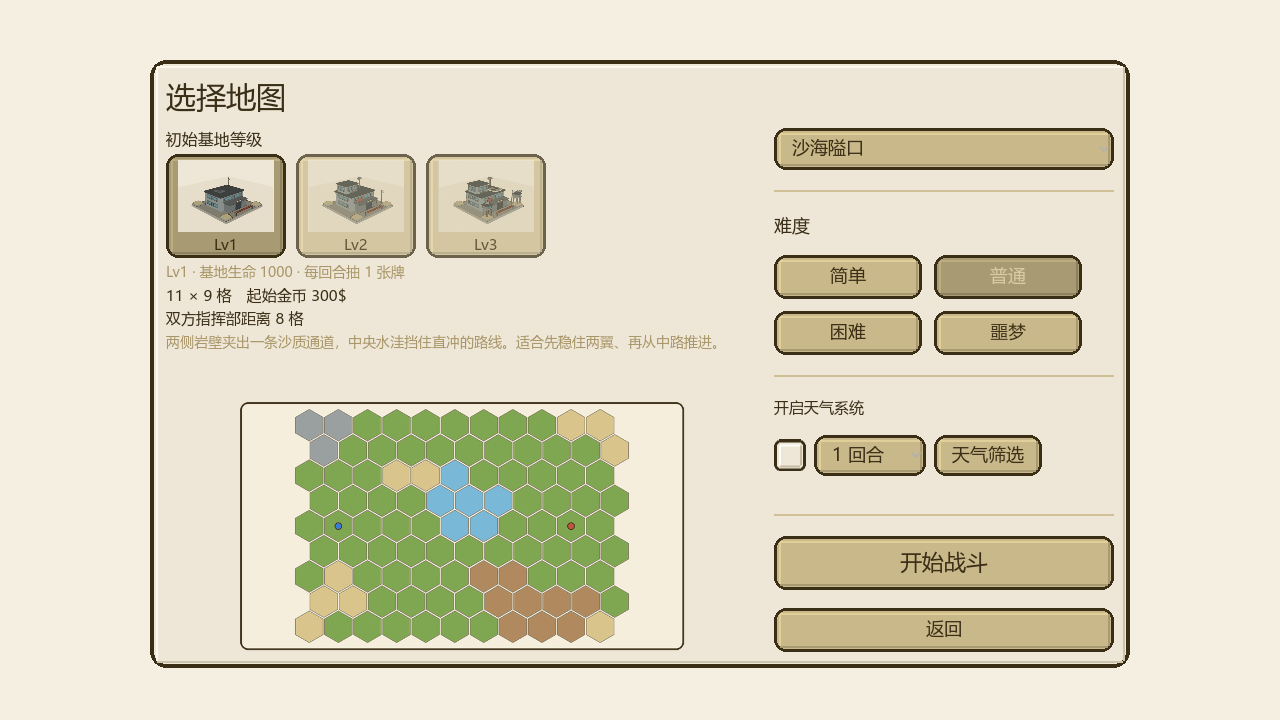 选择地图
初始基地等级
Lv1
Lv2
Lv3
Lv1 · 基地生命 1000 · 每回合抽 1 张牌
11 × 9 格 起始金币 300$
双方指挥部距离 8 格
两侧岩壁夹出一条沙质通道，中央水洼挡住直冲的路线。适合先稳住两翼、再从中路推进。
沙海隘口
难度
简单
普通
困难
噩梦
开启天气系统
1 回合
天气筛选
开始战斗
返回